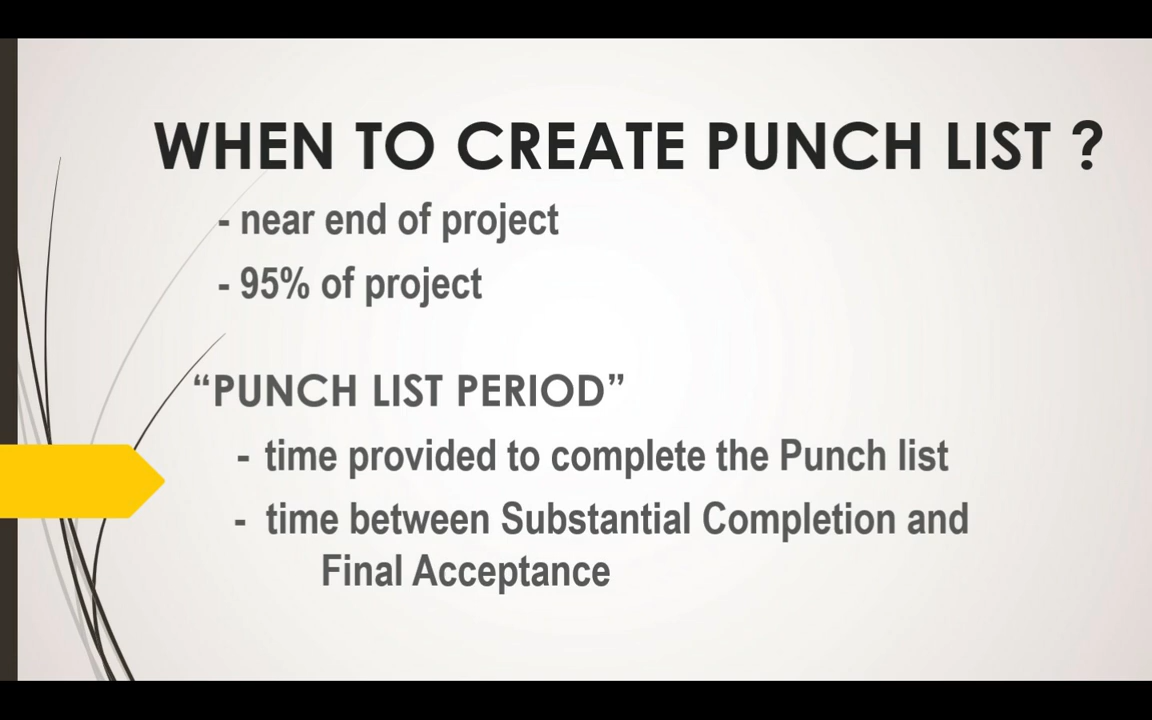 WHEN TO CREATE PUNCH LIST ?
- near end of project
- 95% of project
“PUNCH LIST PERIOD”
- time provided to complete the Punch list
- time between Substantial Completion and
Final Acceptance